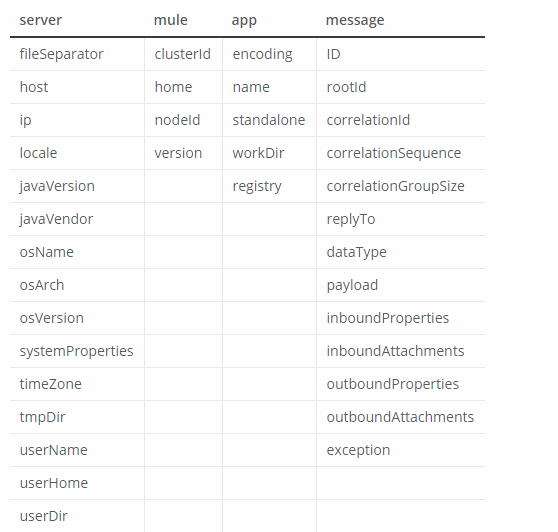 server mule app message
fileSeparator clusterId encoding ID
host home name rootId
ip nodeId standalone correlationId
locale version workDir correlationSequence
javaVersion registry correlationGroupSize
javaVendor replyTo
osName dataType
osArch payload
osVersion inboundProperties
systemProperties inboundAttachments
timeZone outboundProperties
tmpDir outboundAttachments
userName exception
userHome
userDir